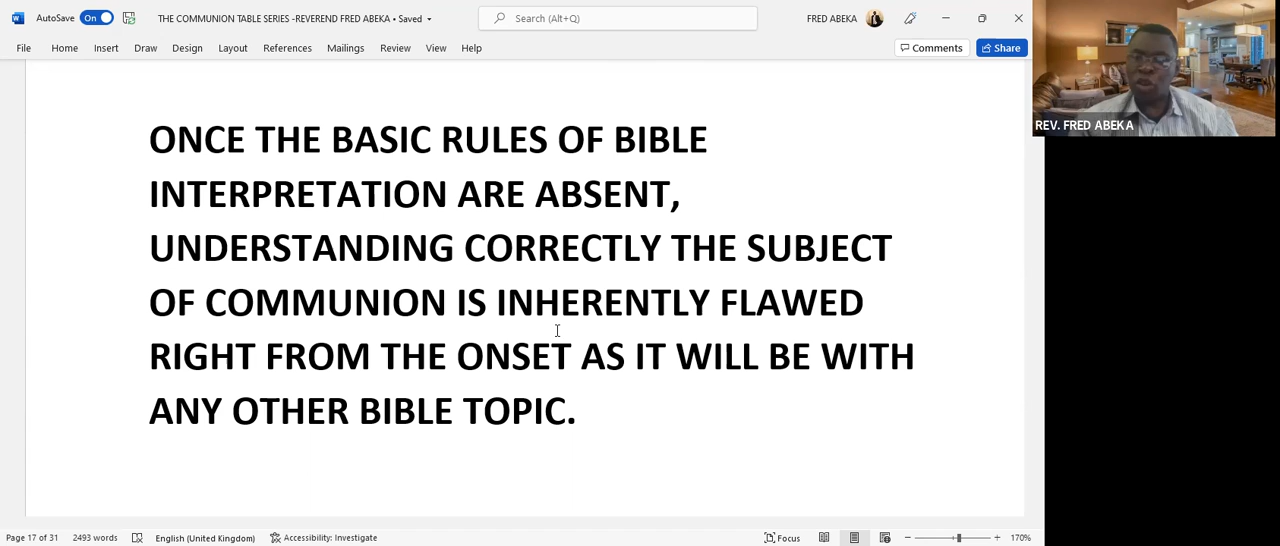 AutoSave On THE COMMUNION TABLE SERIES -REVEREND FRED ABEKA • Saved Search (Alt+Q) FRED ABEKA
File Home Insert Draw Design Layout References Mailings Review View Help Comments Share
REV. FRED ABEKA
ONCE THE BASIC RULES OF BIBLE
INTERPRETATION ARE ABSENT,
UNDERSTANDING CORRECTLY THE SUBJECT
OF COMMUNION IS INHERENTLY FLAWED
RIGHT FROM THE ONSET AS IT WILL BE WITH
ANY OTHER BIBLE TOPIC.
Page 17 of 31 2493 words English (United Kingdom) Accessibility: Investigate Focus 170%